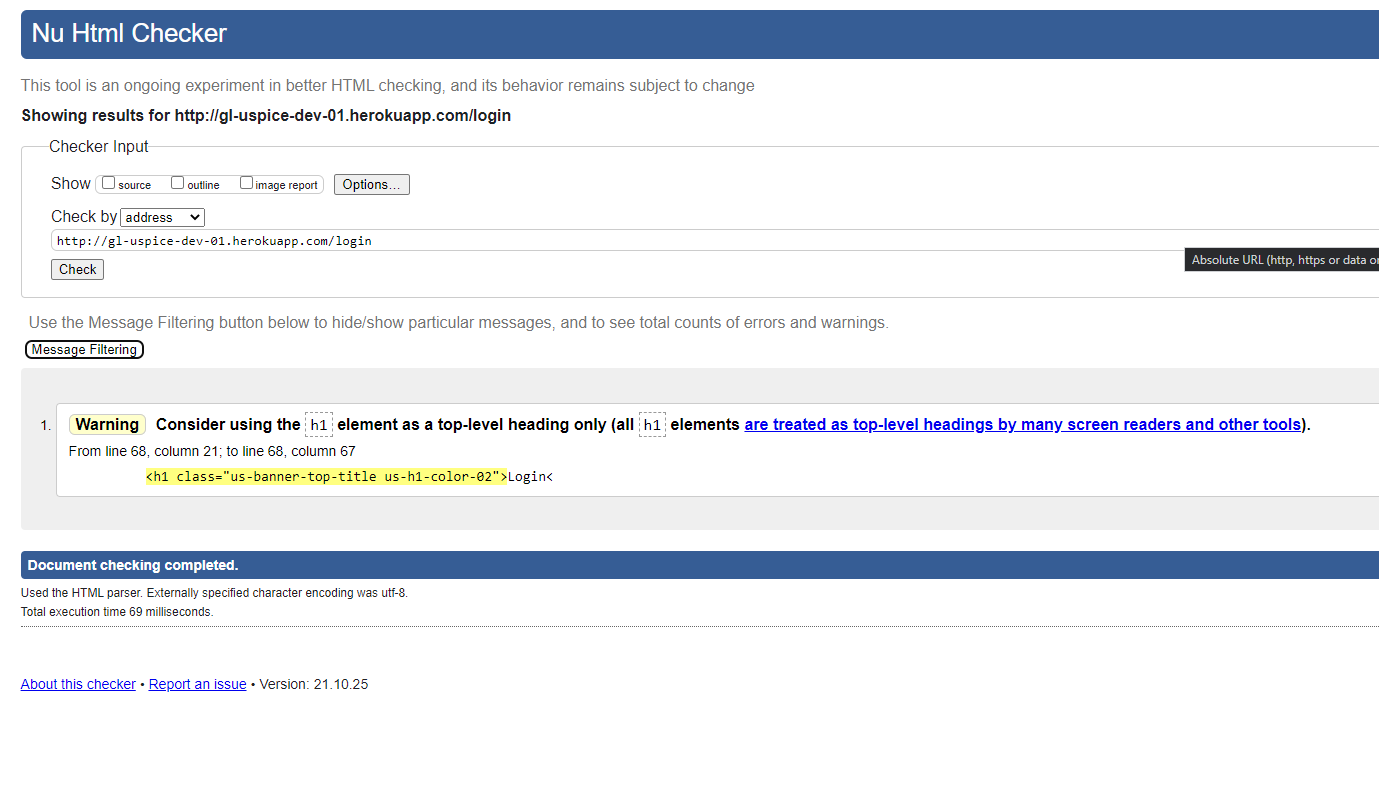 Nu Html Checker
This tool is an ongoing experiment in better HTML checking, and its behavior remains subject to change
Showing results for http://gl-uspice-dev-01.herokuapp.com/login
Checker Input
Show source outline image report Options...
Check by address
http://gl-uspice-dev-01.herokuapp.com/login
Absolute URL (http, https or data on
Check
Use the Message Filtering button below to hide/show particular messages, and to see total counts of errors and warnings.
Message Filtering
1. Warning Consider using the h1 element as a top-level heading only (all h1 elements are treated as top-level headings by many screen readers and other tools).
From line 68, column 21; to line 68, column 67
<h1 class="us-banner-top-title us-h1-color-02">Login<
Document checking completed.
Used the HTML parser. Externally specified character encoding was utf-8.
Total execution time 69 milliseconds.
About this checker • Report an issue • Version: 21.10.25